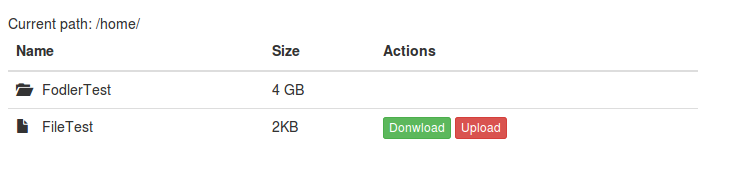 Current path: /home/
Name Size Actions
FodlerTest 4 GB
FileTest 2KB Donwload Upload